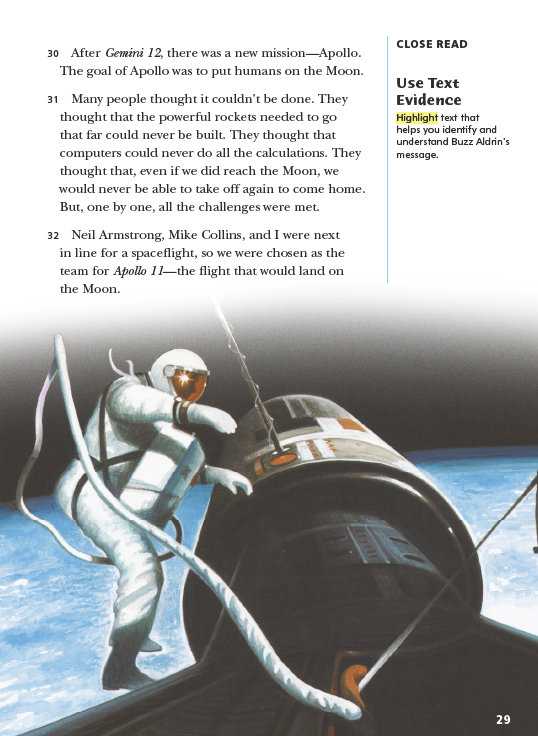 30 After Gemini 12, there was a new mission—Apollo.
The goal of Apollo was to put humans on the Moon.
31 Many people thought it couldn't be done. They
thought that the powerful rockets needed to go
that far could never be built. They thought that
computers could never do all the calculations. They
thought that, even if we did reach the Moon, we
would never be able to take off again to come home.
But, one by one, all the challenges were met.
32 Neil Armstrong, Mike Collins, and I were next
in line for a spaceflight, so we were chosen as the
team for Apollo 11—the flight that would land on
the Moon.
CLOSE READ
Use Text
Evidence
Highlight text that
helps you identify and
understand Buzz Aldrin's
message.
29